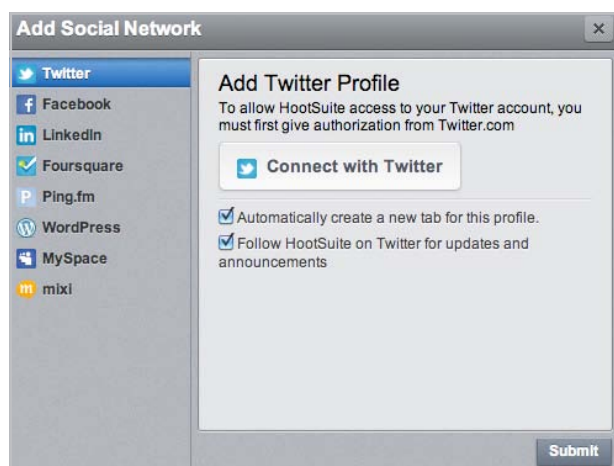 Add Social Network
Twitter
Facebook
LinkedIn
Foursquare
Ping.fm
WordPress
MySpace
mixi
Add Twitter Profile
To allow HootSuite access to your Twitter account, you
must first give authorization from Twitter.com
Connect with Twitter
Automatically create a new tab for this profile.
Follow HootSuite on Twitter for updates and
announcements
Submit